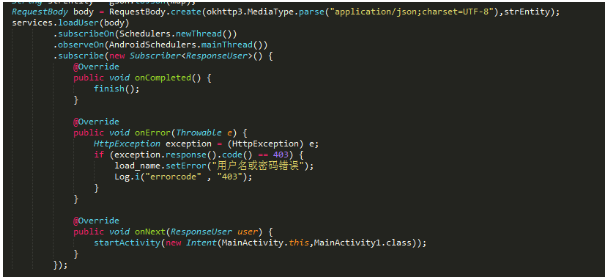 RequestBody body = RequestBody.create(okhttp3.MediaType.parse("application/json;charset=UTF-8"),strEntity);
services.loadUser(body)
.subscribeOn(Schedulers.newThread())
.observeOn(AndroidSchedulers.mainThread())
.subscribe(new Subscriber<ResponseUser>() {
@Override
public void onCompleted() {
finish();
}
@Override
public void onError(Throwable e) {
HttpException exception = (HttpException) e;
if (exception.response().code() == 403) {
load_name.setError("用户名或密码错误");
Log.i("errorcode" , "403");
}
}
@Override
public void onNext(ResponseUser user) {
startActivity(new Intent(MainActivity.this,MainActivity1.class));
}
});